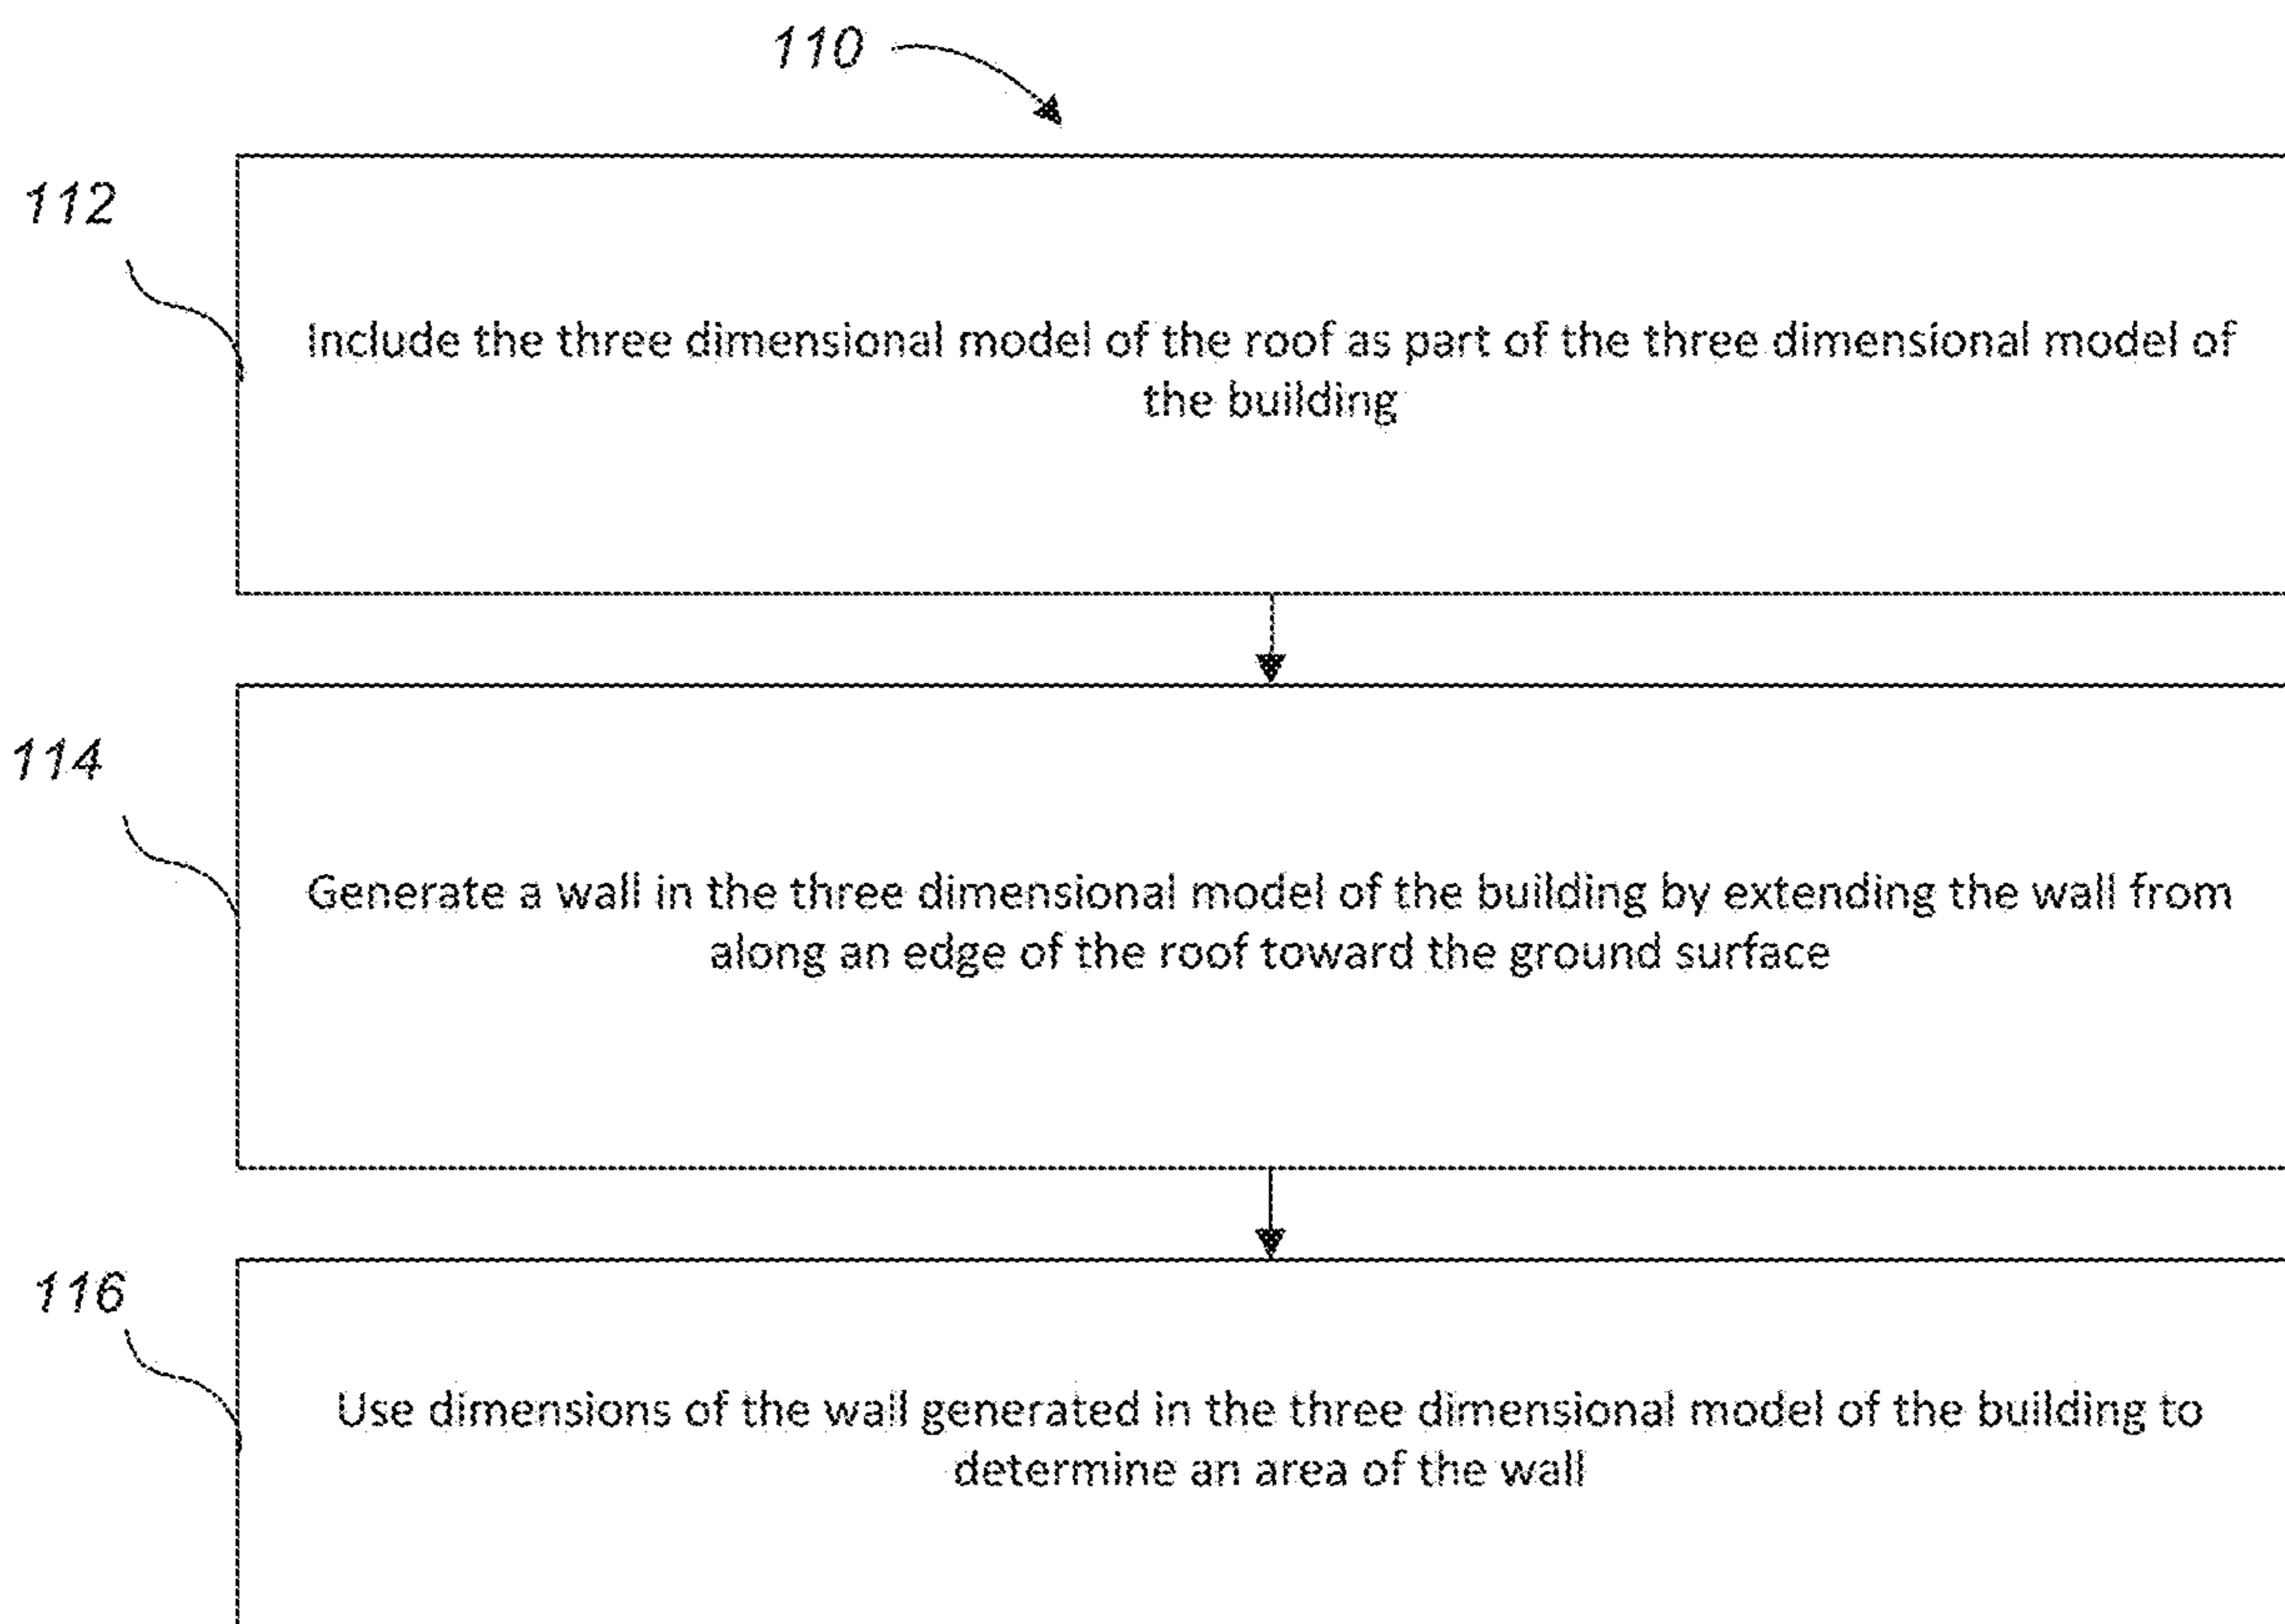 110
112
Include the three dimensional model of the roof as part of the three dimensional model of
the building
114
Generate a wall in the three dimensional model of the building by extending the wall from
along an edge of the roof toward the ground surface
116
Use dimensions of the wall generated in the three dimensional model of the building to
determine an area of the wall